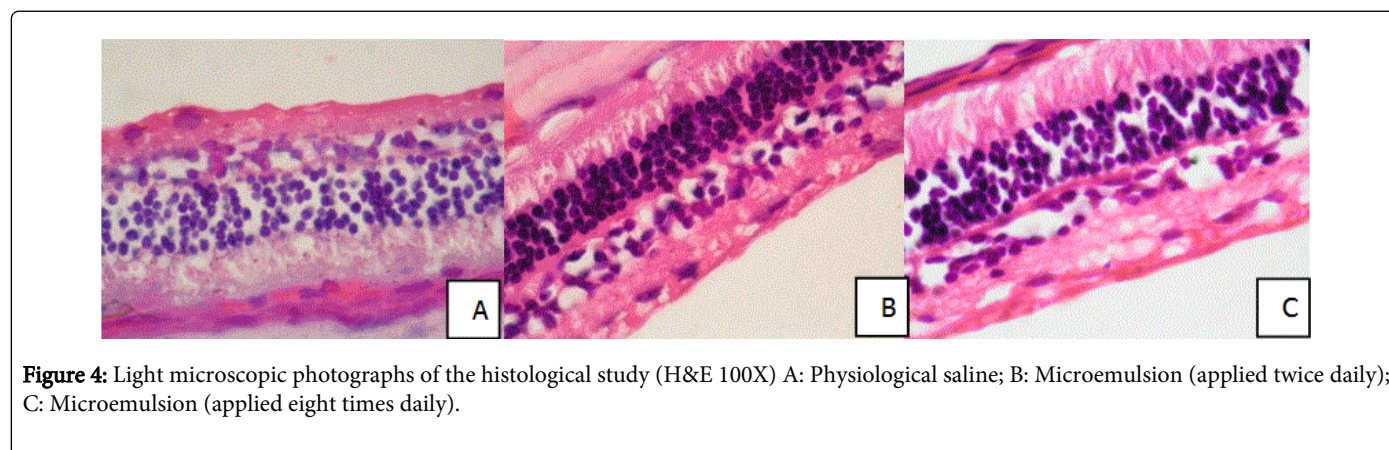 A
B
C
Figure 4: Light microscopic photographs of the histological study (H&E 100X) A: Physiological saline; B: Microemulsion (applied twice daily);
C: Microemulsion (applied eight times daily).